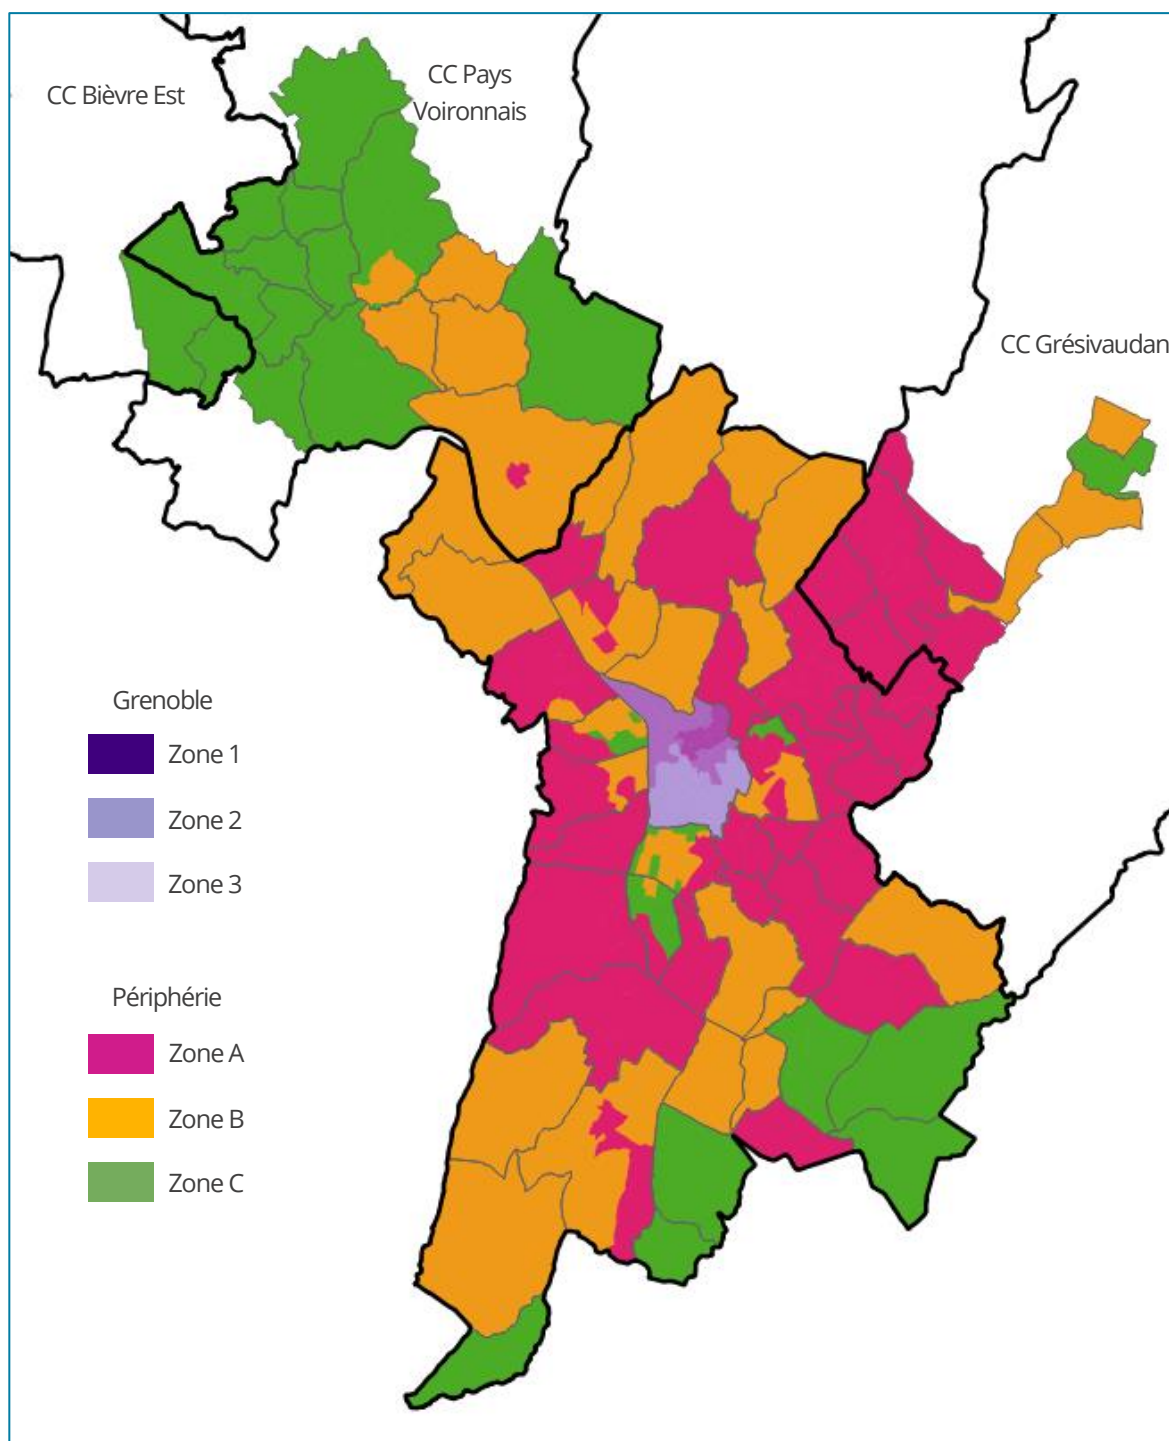 CC Bièvre Est
CC Pays
Voironnais
CC Grésivaudan
Grenoble
Zone 1
Zone 2
Zone 3
Périphérie
Zone A
Zone B
Zone C